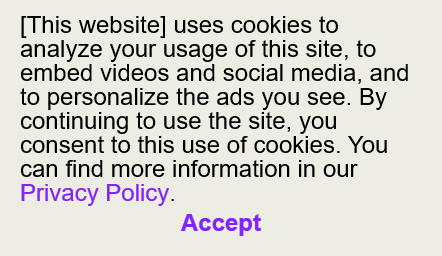 [This website] uses cookies to
analyze your usage of this site, to
embed videos and social media, and
to personalize the ads you see. By
continuing to use the site, you
consent to this use of cookies. You
can find more information in our
Privacy Policy.
Accept